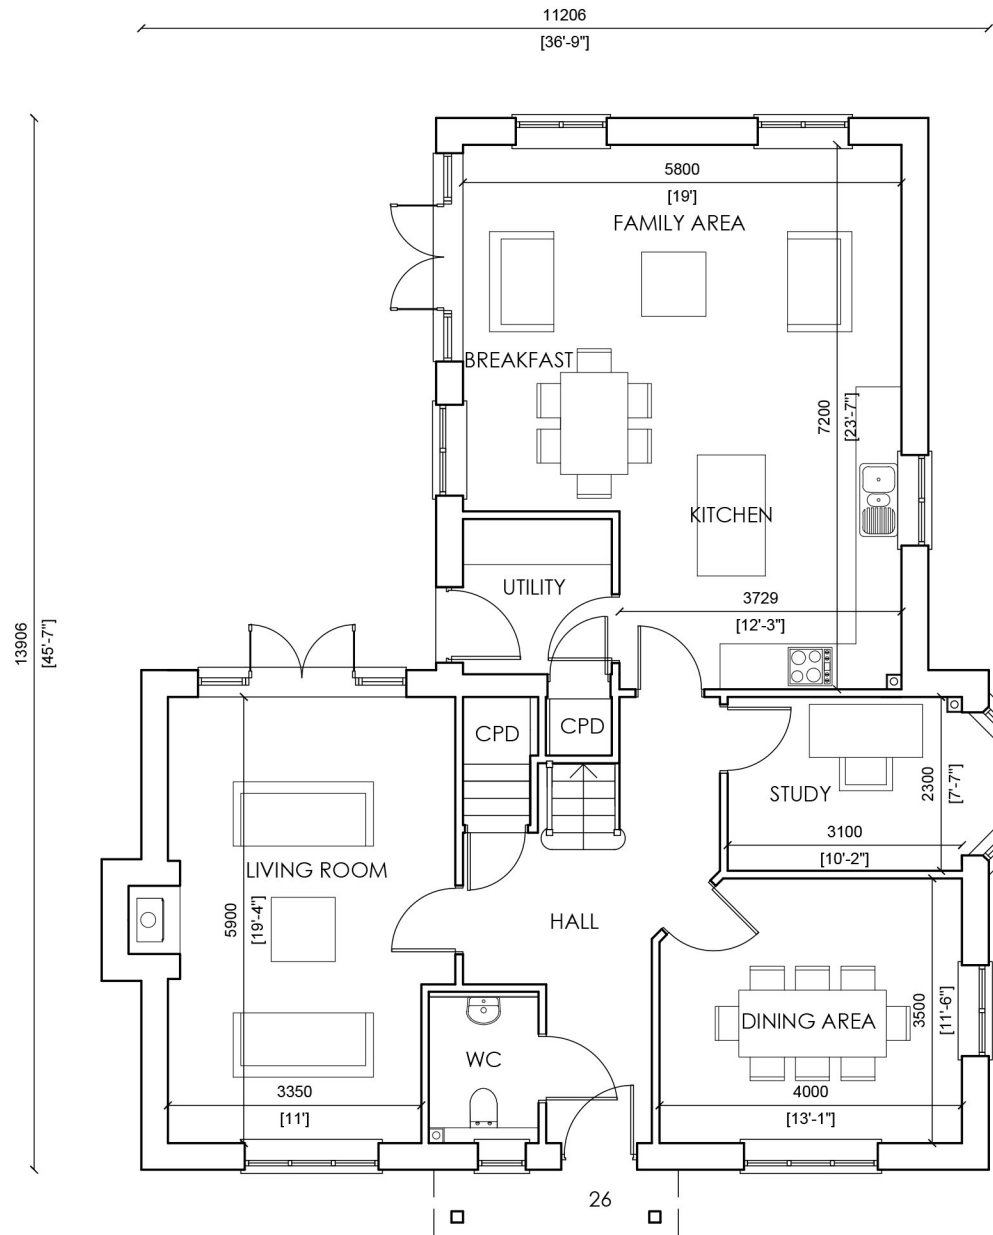 11206
[36'-9"]
5800
[19']
FAMILY AREA
BREAKFAST
7200
[23'-7"]
KITCHEN
UTILITY
3729
[12'-3"]
13906
[45'-7"]
CPD
CPD
STUDY
2300
[7'-7"]
3100
[10'-2"]
LIVING ROOM
5900
[19'-4"]
HALL
DINING AREA
3500
[11'-6"]
WC
3350
[11']
4000
[13'-1"]
26